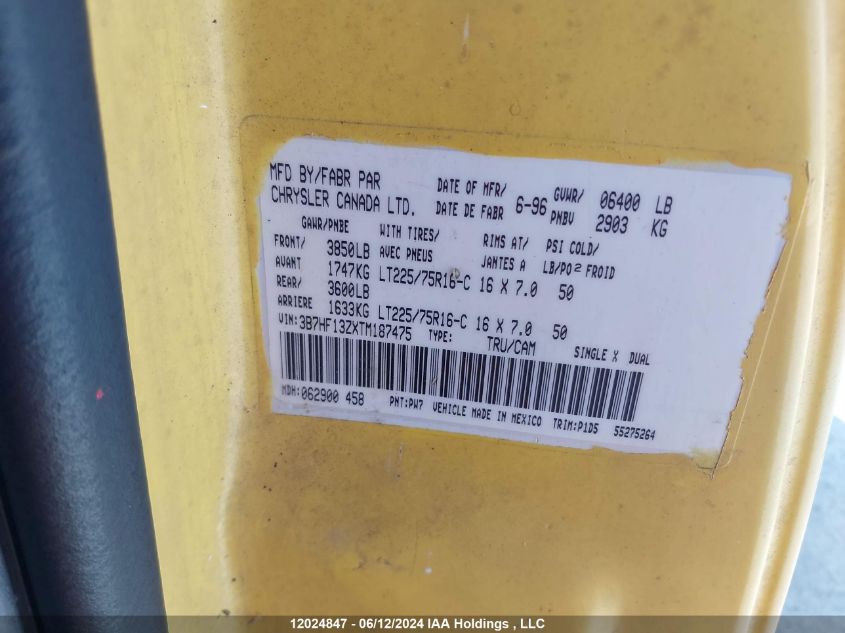 MFD BY/FABR PAR DATE OF MFR/ 6-96 GVWR/ 06400 LB
CHRYSLER CANADA LTD. DATE DE FABR PNBV 2903 KG
GAWR/PNBE WITH TIRES/ RIMS AT/ PSI COLD/
FRONT/ 3850LB AVEC PNEUS JANTES A LB/PO² FROID
AVANT 1747KG LT225/75R16-C 16 X 7.0 50
REAR/ 3600LB
ARRIERE 1633KG LT225/75R16-C 16 X 7.0 50
VIN:3B7HF13ZXTM187475 TYPE: TRU/CAM SINGLE X DUAL
MDH:062900 458 PNT:PW7 VEHICLE MADE IN MEXICO TRIM:P1D5 55275264
12024847 - 06/12/2024 IAA Holdings , LLC